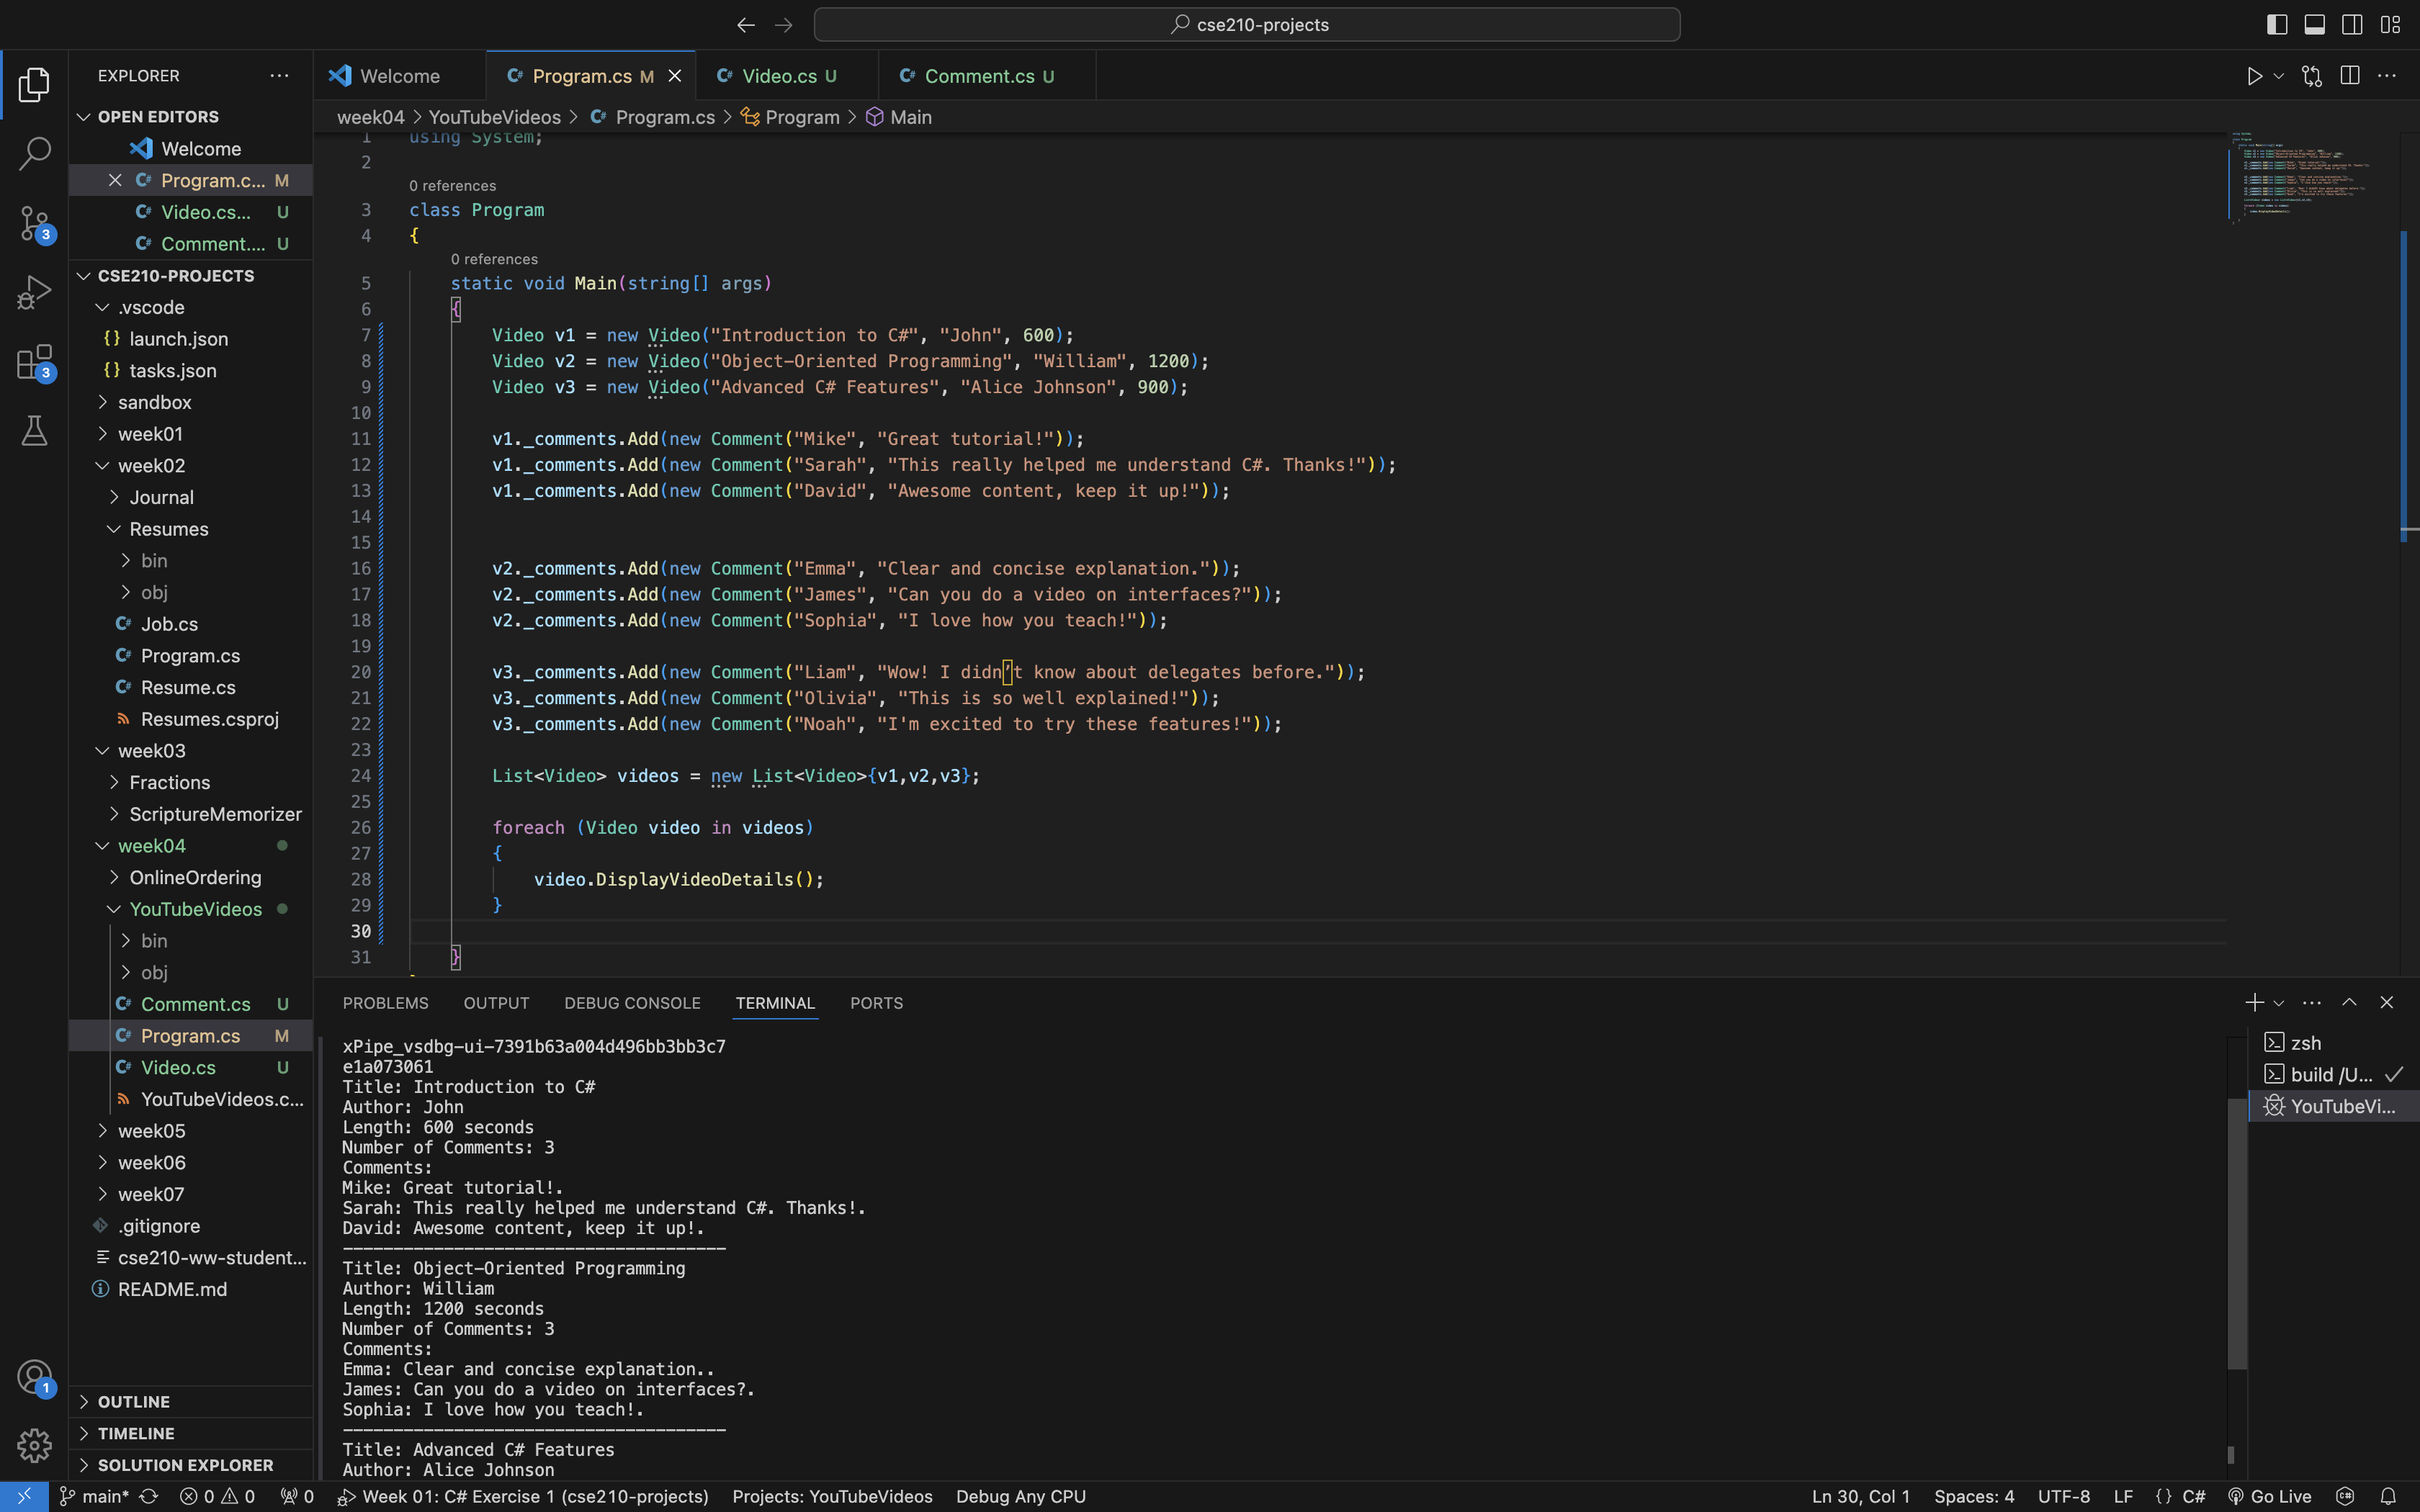 cse210-projects
EXPLORER
Welcome
Program.cs M
Video.cs U
Comment.cs U
week04 > YouTubeVideos > Program.cs > Program > Main
OPEN EDITORS
Welcome
Program.c... M
Video.cs... U
Comment.... U
CSE210-PROJECTS
.vscode
launch.json
tasks.json
sandbox
week01
week02
Journal
Resumes
bin
obj
Job.cs
Program.cs
Resume.cs
Resumes.csproj
week03
Fractions
ScriptureMemorizer
week04
OnlineOrdering
YouTubeVideos
bin
obj
Comment.cs U
Program.cs M
Video.cs U
YouTubeVideos.c...
week05
week06
week07
.gitignore
cse210-ww-student...
README.md
OUTLINE
TIMELINE
SOLUTION EXPLORER
3
3
1
1 using System;
2
0 references
3 class Program
4 {
0 references
5 static void Main(string[] args)
6 {
7 Video v1 = new Video("Introduction to C#", "John", 600);
8 Video v2 = new Video("Object-Oriented Programming", "William", 1200);
9 Video v3 = new Video("Advanced C# Features", "Alice Johnson", 900);
10
11 v1._comments.Add(new Comment("Mike", "Great tutorial!"));
12 v1._comments.Add(new Comment("Sarah", "This really helped me understand C#. Thanks!"));
13 v1._comments.Add(new Comment("David", "Awesome content, keep it up!"));
14
15
16 v2._comments.Add(new Comment("Emma", "Clear and concise explanation."));
17 v2._comments.Add(new Comment("James", "Can you do a video on interfaces?"));
18 v2._comments.Add(new Comment("Sophia", "I love how you teach!"));
19
20 v3._comments.Add(new Comment("Liam", "Wow! I didn’t know about delegates before."));
21 v3._comments.Add(new Comment("Olivia", "This is so well explained!"));
22 v3._comments.Add(new Comment("Noah", "I'm excited to try these features!"));
23
24 List<Video> videos = new List<Video>{v1,v2,v3};
25
26 foreach (Video video in videos)
27 {
28 video.DisplayVideoDetails();
29 }
30
31 }
PROBLEMS OUTPUT DEBUG CONSOLE TERMINAL PORTS
xPipe_vsdbg-ui-7391b63a004d496bb3bb3c7
e1a073061
Title: Introduction to C#
Author: John
Length: 600 seconds
Number of Comments: 3
Comments:
Mike: Great tutorial!.
Sarah: This really helped me understand C#. Thanks!.
David: Awesome content, keep it up!.
--------------------------------------
Title: Object-Oriented Programming
Author: William
Length: 1200 seconds
Number of Comments: 3
Comments:
Emma: Clear and concise explanation..
James: Can you do a video on interfaces?.
Sophia: I love how you teach!.
--------------------------------------
Title: Advanced C# Features
Author: Alice Johnson
zsh
build /U...
YouTubeVi...
main* 0 0 0 Week 01: C# Exercise 1 (cse210-projects) Projects: YouTubeVideos Debug Any CPU Ln 30, Col 1 Spaces: 4 UTF-8 LF {} C# Go Live